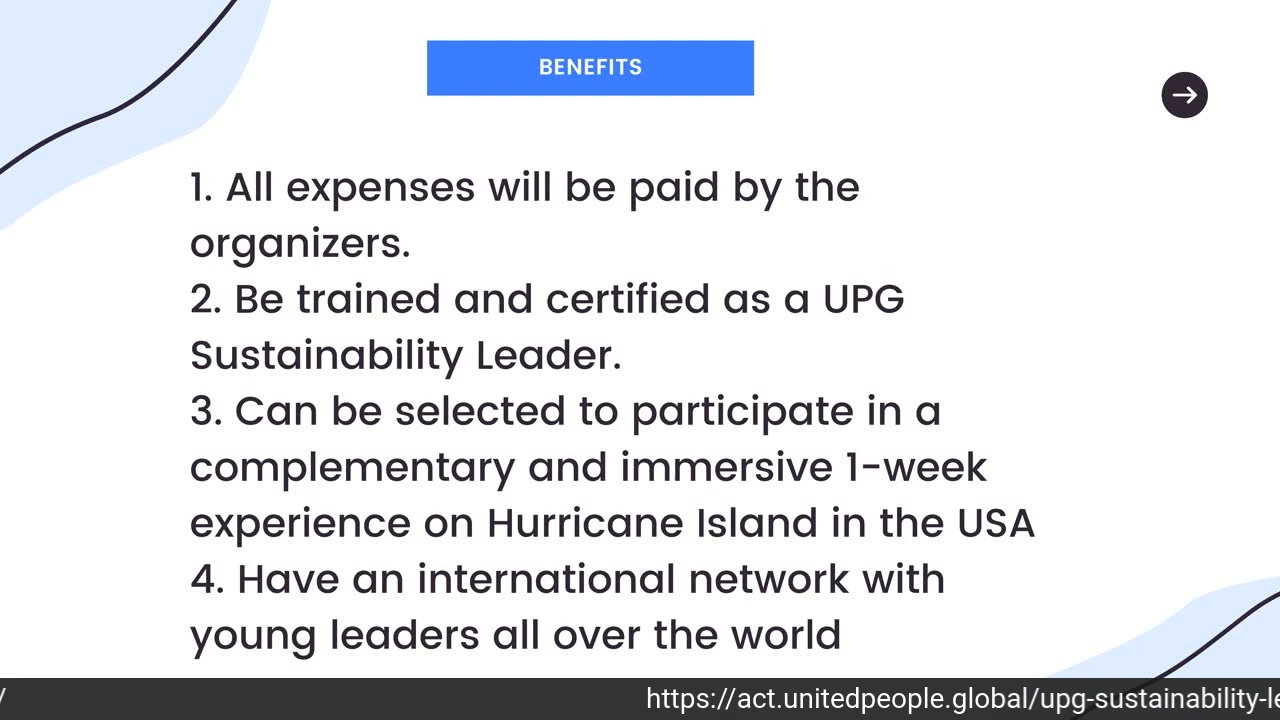 BENEFITS
1. All expenses will be paid by the
organizers.
2. Be trained and certified as a UPG
Sustainability Leader.
3. Can be selected to participate in a
complementary and immersive 1-week
experience on Hurricane Island in the USA
4. Have an international network with
young leaders all over the world
/ https://act.unitedpeople.global/upg-sustainability-le